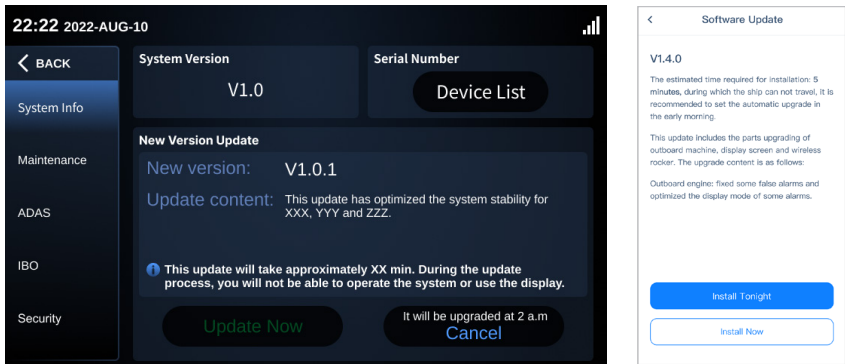 22:22 2022-AUG-10
BACK
System Info
Maintenance
ADAS
IBO
Security
System Version
V1.0
Serial Number
Device List
New Version Update
New version: V1.0.1
Update content: This update has optimized the system stability for
XXX, YYY and ZZZ.
This update will take approximately XX min. During the update
process, you will not be able to operate the system or use the display.
Update Now
It will be upgraded at 2 a.m
Cancel
Software Update
V1.4.0
The estimated time required for installation: 5
minutes, during which the ship can not travel, it is
recommended to set the automatic upgrade in
the early morning.
This update includes the parts upgrading of
outboard machine, display screen and wireless
rocker. The upgrade content is as follows:
Outboard engine: fixed some false alarms and
optimized the display mode of some alarms.
Install Tonight
Install Now